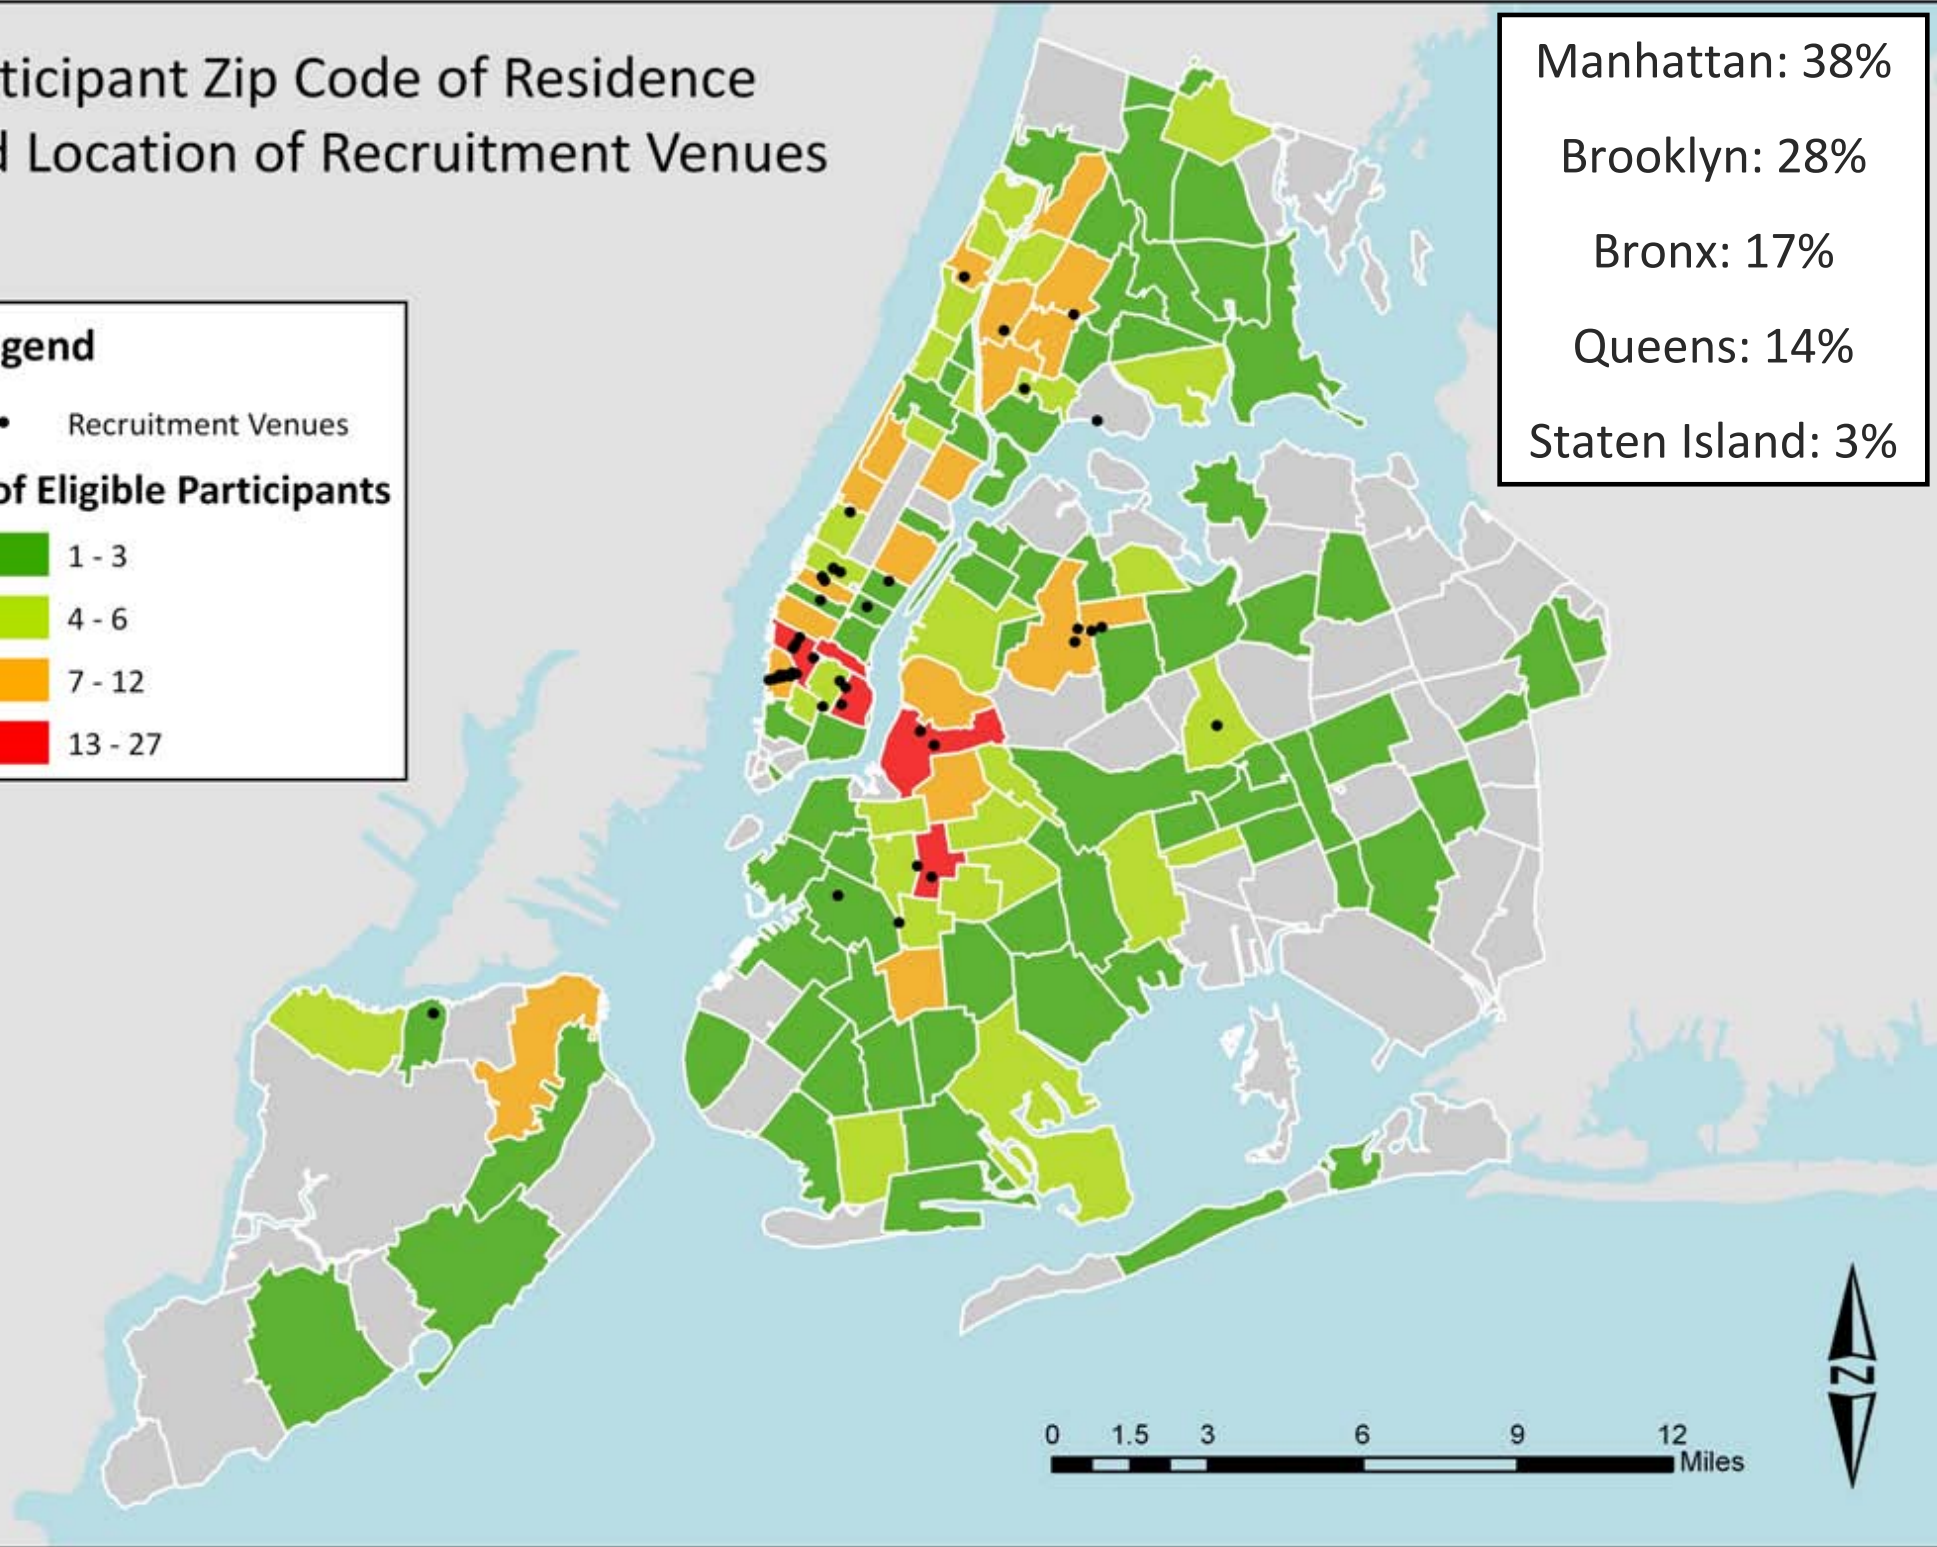 ticipant Zip Code of Residence
d Location of Recruitment Venues
Manhattan: 38%
Brooklyn: 28%
Bronx: 17%
Queens: 14%
Staten Island: 3%
gend
Recruitment Venues
of Eligible Participants
1 - 3
4 - 6
7 - 12
13 - 27
0 1.5 3 6 9 12
Miles
N